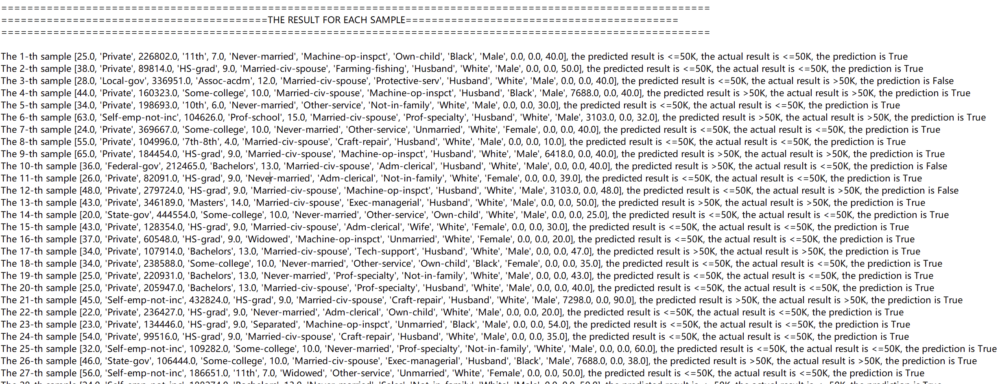 =============================================================================================================
=========================================THE RESULT FOR EACH SAMPLE==========================================
=============================================================================================================
The 1-th sample [25.0, 'Private', 226802.0, '11th', 7.0, 'Never-married', 'Machine-op-inspct', 'Own-child', 'Black', 'Male', 0.0, 0.0, 40.0], the predicted result is <=50K, the actual result is <=50K, the prediction is True
The 2-th sample [38.0, 'Private', 89814.0, 'HS-grad', 9.0, 'Married-civ-spouse', 'Farming-fishing', 'Husband', 'White', 'Male', 0.0, 0.0, 50.0], the predicted result is <=50K, the actual result is <=50K, the prediction is True
The 3-th sample [28.0, 'Local-gov', 336951.0, 'Assoc-acdm', 12.0, 'Married-civ-spouse', 'Protective-serv', 'Husband', 'White', 'Male', 0.0, 0.0, 40.0], the predicted result is <=50K, the actual result is >50K, the prediction is False
The 4-th sample [44.0, 'Private', 160323.0, 'Some-college', 10.0, 'Married-civ-spouse', 'Machine-op-inspct', 'Husband', 'Black', 'Male', 7688.0, 0.0, 40.0], the predicted result is >50K, the actual result is >50K, the prediction is True
The 5-th sample [34.0, 'Private', 198693.0, '10th', 6.0, 'Never-married', 'Other-service', 'Not-in-family', 'White', 'Male', 0.0, 0.0, 30.0], the predicted result is <=50K, the actual result is <=50K, the prediction is True
The 6-th sample [63.0, 'Self-emp-not-inc', 104626.0, 'Prof-school', 15.0, 'Married-civ-spouse', 'Prof-specialty', 'Husband', 'White', 'Male', 3103.0, 0.0, 32.0], the predicted result is >50K, the actual result is >50K, the prediction is True
The 7-th sample [24.0, 'Private', 369667.0, 'Some-college', 10.0, 'Never-married', 'Other-service', 'Unmarried', 'White', 'Female', 0.0, 0.0, 40.0], the predicted result is <=50K, the actual result is <=50K, the prediction is True
The 8-th sample [55.0, 'Private', 104996.0, '7th-8th', 4.0, 'Married-civ-spouse', 'Craft-repair', 'Husband', 'White', 'Male', 0.0, 0.0, 10.0], the predicted result is <=50K, the actual result is <=50K, the prediction is True
The 9-th sample [65.0, 'Private', 184454.0, 'HS-grad', 9.0, 'Married-civ-spouse', 'Machine-op-inspct', 'Husband', 'White', 'Male', 6418.0, 0.0, 40.0], the predicted result is >50K, the actual result is >50K, the prediction is True
The 10-th sample [36.0, 'Federal-gov', 212465.0, 'Bachelors', 13.0, 'Married-civ-spouse', 'Adm-clerical', 'Husband', 'White', 'Male', 0.0, 0.0, 40.0], the predicted result is >50K, the actual result is <=50K, the prediction is False
The 11-th sample [26.0, 'Private', 82091.0, 'HS-grad', 9.0, 'Never-married', 'Adm-clerical', 'Not-in-family', 'White', 'Female', 0.0, 0.0, 39.0], the predicted result is <=50K, the actual result is <=50K, the prediction is True
The 12-th sample [48.0, 'Private', 279724.0, 'HS-grad', 9.0, 'Married-civ-spouse', 'Machine-op-inspct', 'Husband', 'White', 'Male', 3103.0, 0.0, 48.0], the predicted result is <=50K, the actual result is >50K, the prediction is False
The 13-th sample [43.0, 'Private', 346189.0, 'Masters', 14.0, 'Married-civ-spouse', 'Exec-managerial', 'Husband', 'White', 'Male', 0.0, 0.0, 50.0], the predicted result is >50K, the actual result is >50K, the prediction is True
The 14-th sample [20.0, 'State-gov', 444554.0, 'Some-college', 10.0, 'Never-married', 'Other-service', 'Own-child', 'White', 'Male', 0.0, 0.0, 25.0], the predicted result is <=50K, the actual result is <=50K, the prediction is True
The 15-th sample [43.0, 'Private', 128354.0, 'HS-grad', 9.0, 'Married-civ-spouse', 'Adm-clerical', 'Wife', 'White', 'Female', 0.0, 0.0, 30.0], the predicted result is <=50K, the actual result is <=50K, the prediction is True
The 16-th sample [37.0, 'Private', 60548.0, 'HS-grad', 9.0, 'Widowed', 'Machine-op-inspct', 'Unmarried', 'White', 'Female', 0.0, 0.0, 20.0], the predicted result is <=50K, the actual result is <=50K, the prediction is True
The 17-th sample [34.0, 'Private', 107914.0, 'Bachelors', 13.0, 'Married-civ-spouse', 'Tech-support', 'Husband', 'White', 'Male', 0.0, 0.0, 47.0], the predicted result is >50K, the actual result is >50K, the prediction is True
The 18-th sample [34.0, 'Private', 238588.0, 'Some-college', 10.0, 'Never-married', 'Other-service', 'Own-child', 'Black', 'Female', 0.0, 0.0, 35.0], the predicted result is <=50K, the actual result is <=50K, the prediction is True
The 19-th sample [25.0, 'Private', 220931.0, 'Bachelors', 13.0, 'Never-married', 'Prof-specialty', 'Not-in-family', 'White', 'Male', 0.0, 0.0, 43.0], the predicted result is <=50K, the actual result is <=50K, the prediction is True
The 20-th sample [25.0, 'Private', 205947.0, 'Bachelors', 13.0, 'Married-civ-spouse', 'Prof-specialty', 'Husband', 'White', 'Male', 0.0, 0.0, 40.0], the predicted result is <=50K, the actual result is <=50K, the prediction is True
The 21-th sample [45.0, 'Self-emp-not-inc', 432824.0, 'HS-grad', 9.0, 'Married-civ-spouse', 'Craft-repair', 'Husband', 'White', 'Male', 7298.0, 0.0, 90.0], the predicted result is >50K, the actual result is >50K, the prediction is True
The 22-th sample [22.0, 'Private', 236427.0, 'HS-grad', 9.0, 'Never-married', 'Adm-clerical', 'Own-child', 'White', 'Male', 0.0, 0.0, 20.0], the predicted result is <=50K, the actual result is <=50K, the prediction is True
The 23-th sample [23.0, 'Private', 134446.0, 'HS-grad', 9.0, 'Separated', 'Machine-op-inspct', 'Unmarried', 'Black', 'Male', 0.0, 0.0, 54.0], the predicted result is <=50K, the actual result is <=50K, the prediction is True
The 24-th sample [54.0, 'Private', 99516.0, 'HS-grad', 9.0, 'Married-civ-spouse', 'Craft-repair', 'Husband', 'White', 'Male', 0.0, 0.0, 35.0], the predicted result is <=50K, the actual result is <=50K, the prediction is True
The 25-th sample [32.0, 'Self-emp-not-inc', 109282.0, 'Some-college', 10.0, 'Never-married', 'Prof-specialty', 'Not-in-family', 'White', 'Male', 0.0, 0.0, 60.0], the predicted result is <=50K, the actual result is <=50K, the prediction is True
The 26-th sample [46.0, 'State-gov', 106444.0, 'Some-college', 10.0, 'Married-civ-spouse', 'Exec-managerial', 'Husband', 'Black', 'Male', 7688.0, 0.0, 38.0], the predicted result is >50K, the actual result is >50K, the prediction is True
The 27-th sample [56.0, 'Self-emp-not-inc', 186651.0, '11th', 7.0, 'Widowed', 'Other-service', 'Unmarried', 'White', 'Female', 0.0, 0.0, 50.0], the predicted result is <=50K, the actual result is <=50K, the prediction is True